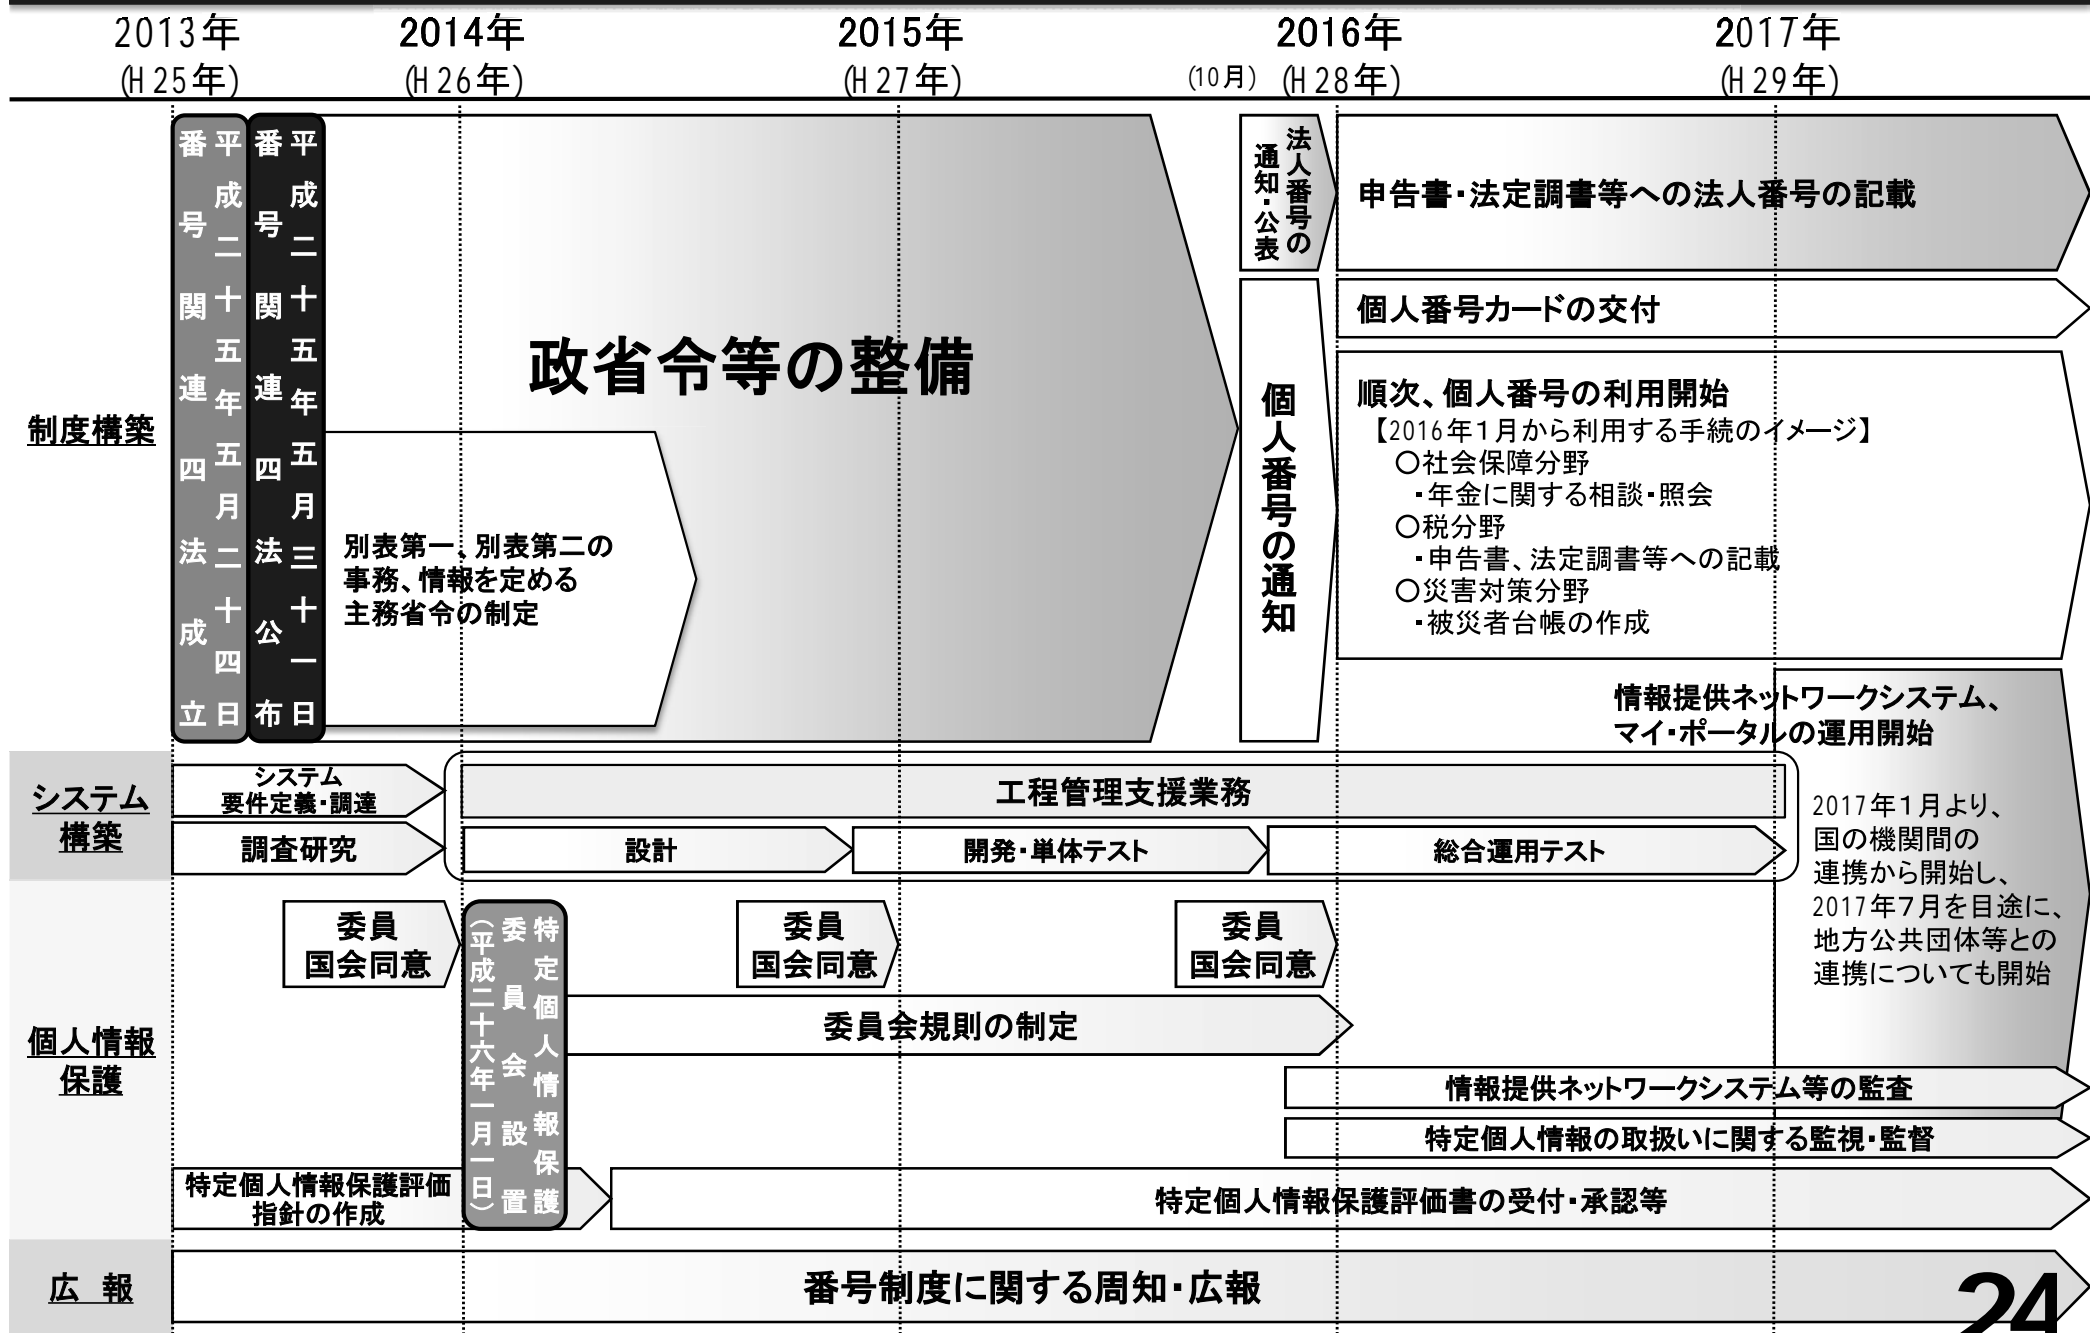 2013年
(H25年)
2014年
(H26年)
2015年
(H27年)
(10月)
2016年
(H28年)
2017年
(H29年)
制度構築
平成二十五年五月二十四日
番号関連四法成立
平成二十五年五月三十一日
番号関連四法公布
政省令等の整備
別表第一、別表第二の
事務、情報を定める
主務省令の制定
法人番号の
通知・公表
申告書・法定調書等への法人番号の記載
個人番号の通知
個人番号カードの交付
順次、個人番号の利用開始
【2016年1月から利用する手続のイメージ】
○社会保障分野
・年金に関する相談・照会
○税分野
・申告書、法定調書等への記載
○災害対策分野
・被災者台帳の作成
情報提供ネットワークシステム、
マイ・ポータルの運用開始
2017年1月より、
国の機関間の
連携から開始し、
2017年7月を目途に、
地方公共団体等との
連携についても開始
システム
構築
システム
要件定義・調達
調査研究
工程管理支援業務
設計
開発・単体テスト
総合運用テスト
個人情報
保護
委員
国会同意
特定個人情報保護
委員会設置
(平成二十六年一月一日)
委員
国会同意
委員
国会同意
委員会規則の制定
情報提供ネットワークシステム等の監査
特定個人情報の取扱いに関する監視・監督
特定個人情報保護評価
指針の作成
特定個人情報保護評価書の受付・承認等
広 報
番号制度に関する周知・広報
24